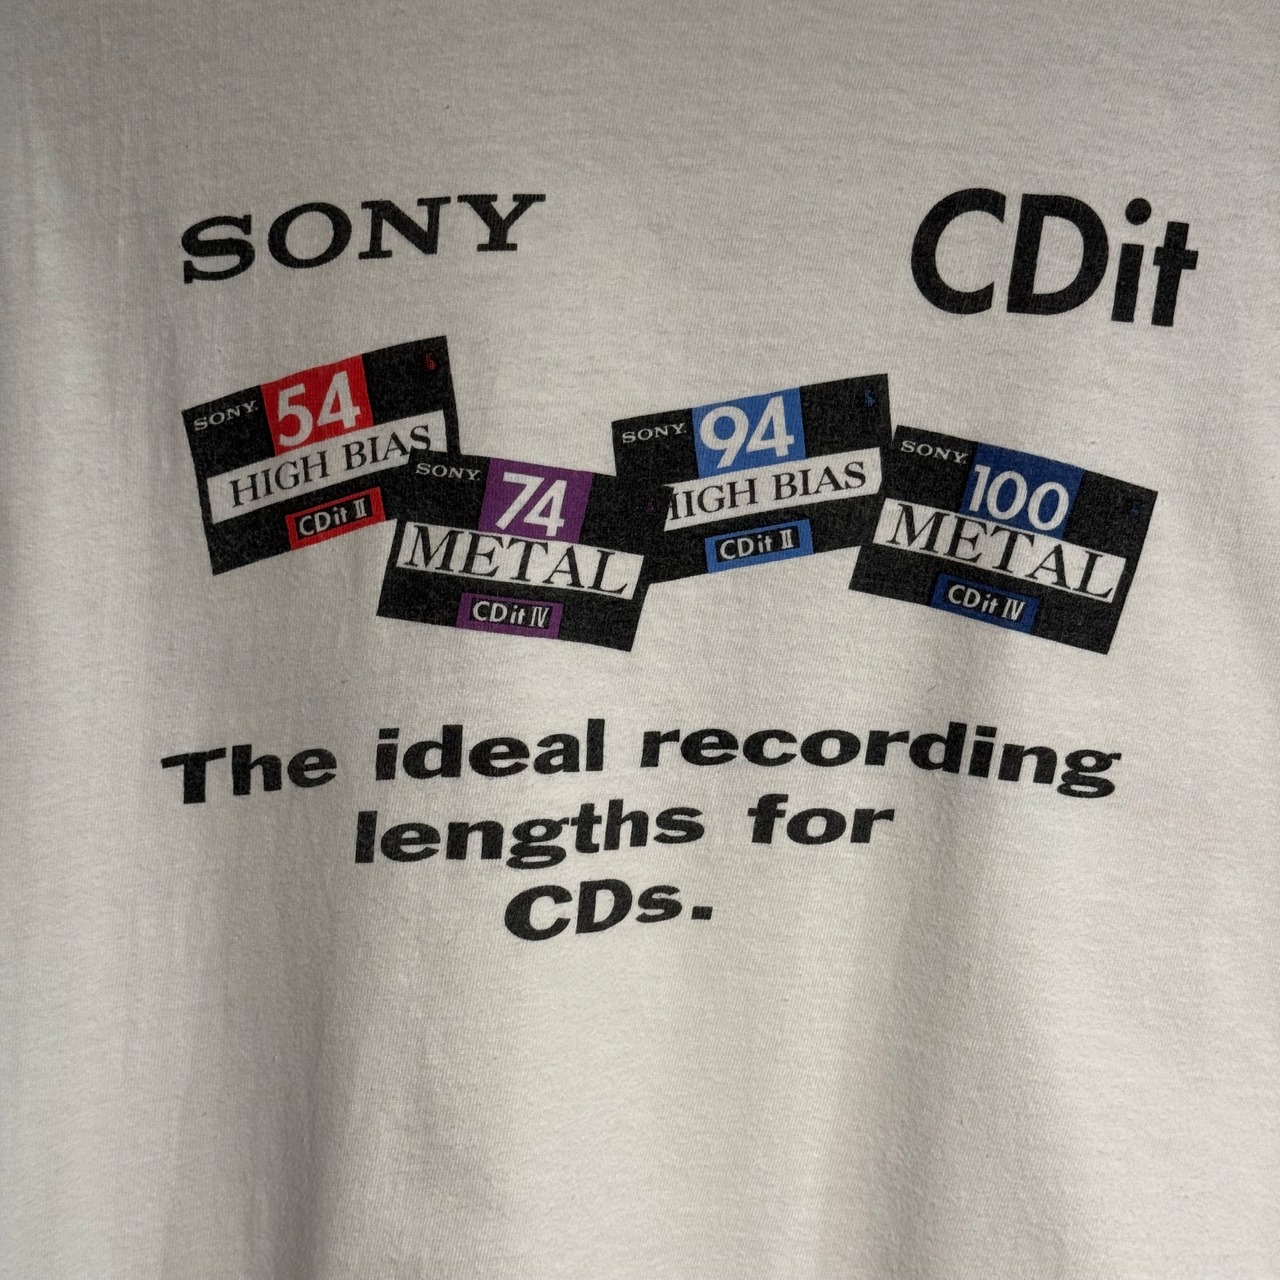 SONY
CDit
SONY.
54
HIGH BIAS
CDit II
SONY.
74
METAL
CDit IV
SONY.
94
HIGH BIAS
CDit II
SONY.
100
METAL
CDit IV
The ideal recording
lengths for
CDs.